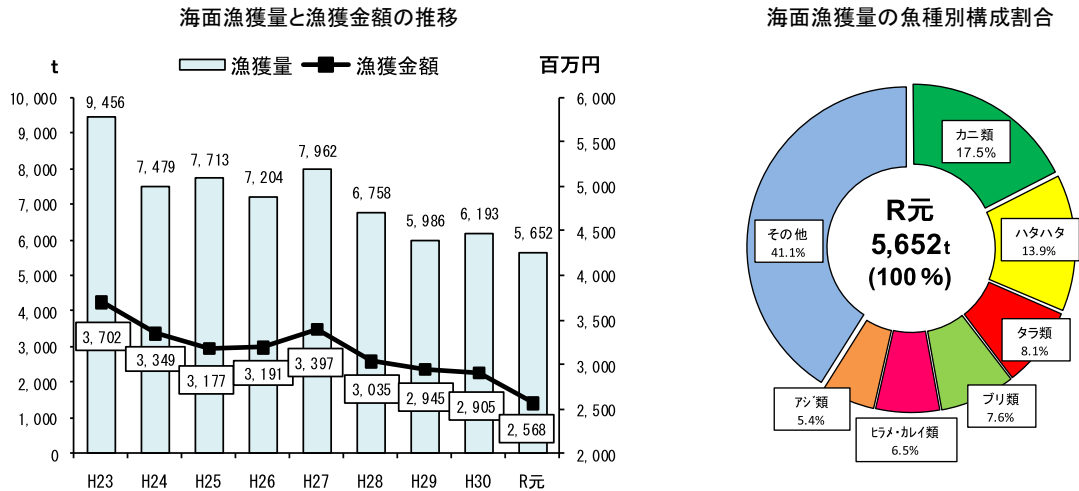 海面漁獲量と漁獲金額の推移
t
漁獲量
漁獲金額
百万円
10,000
9,000
8,000
7,000
6,000
5,000
4,000
3,000
2,000
1,000
0
9,456
7,479
7,713
7,204
7,962
6,758
5,986
6,193
5,652
3,702
3,349
3,177
3,191
3,397
3,035
2,945
2,905
2,568
6,000
5,500
5,000
4,500
4,000
3,500
3,000
2,500
2,000
H23
H24
H25
H26
H27
H28
H29
H30
R元
海面漁獲量の魚種別構成割合
カニ類
17.5%
ハタハタ
13.9%
タラ類
8.1%
ブリ類
7.6%
ヒラメ・カレイ類
6.5%
アジ類
5.4%
その他
41.1%
R元
5,652t
(100%)